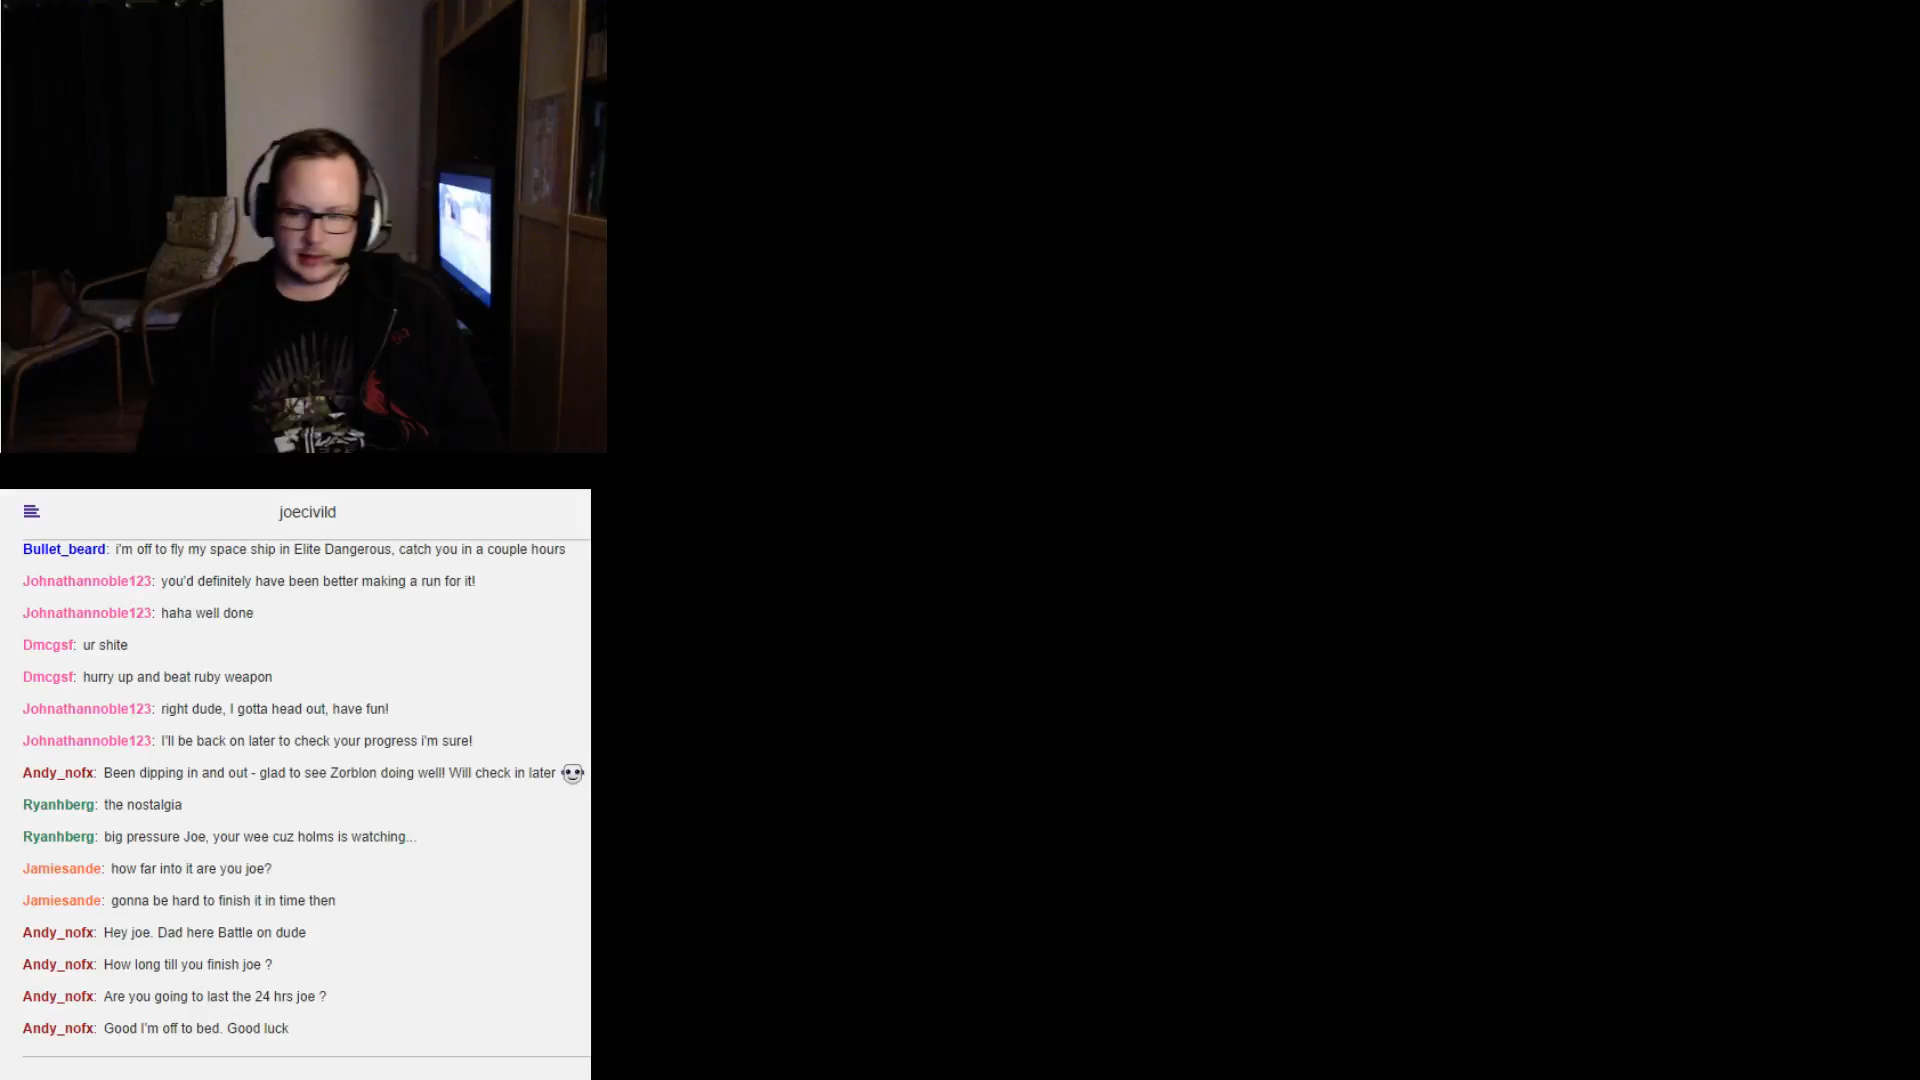 joecivild
Bullet_beard: i'm off to fly my space ship in Elite Dangerous, catch you in a couple hours
Johnathannoble123: you'd definitely have been better making a run for it!
Johnathannoble123: haha well done
Dmcgsf: ur shite
Dmcgsf: hurry up and beat ruby weapon
Johnathannoble123: right dude, I gotta head out, have fun!
Johnathannoble123: I'll be back on later to check your progress i'm sure!
Andy_nofx: Been dipping in and out - glad to see Zorblon doing well! Will check in later
Ryanhberg: the nostalgia
Ryanhberg: big pressure Joe, your wee cuz holms is watching...
Jamiesande: how far into it are you joe?
Jamiesande: gonna be hard to finish it in time then
Andy_nofx: Hey joe. Dad here Battle on dude
Andy_nofx: How long till you finish joe ?
Andy_nofx: Are you going to last the 24 hrs joe ?
Andy_nofx: Good I'm off to bed. Good luck